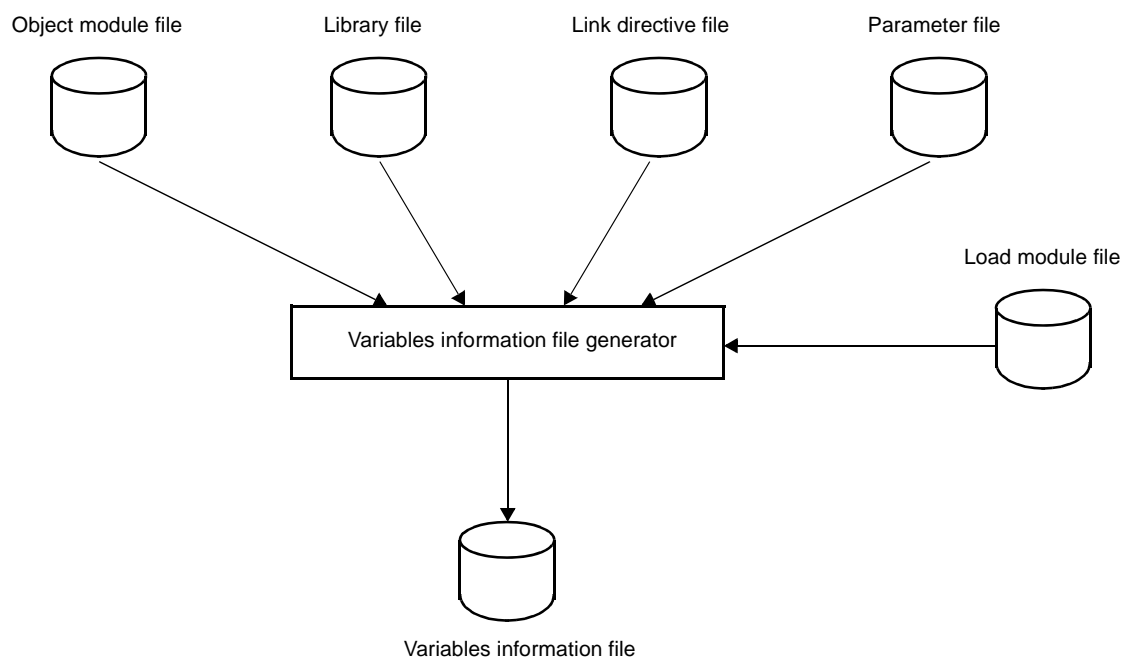 Object module file
Library file
Link directive file
Parameter file
Load module file
Variables information file generator
Variables information file